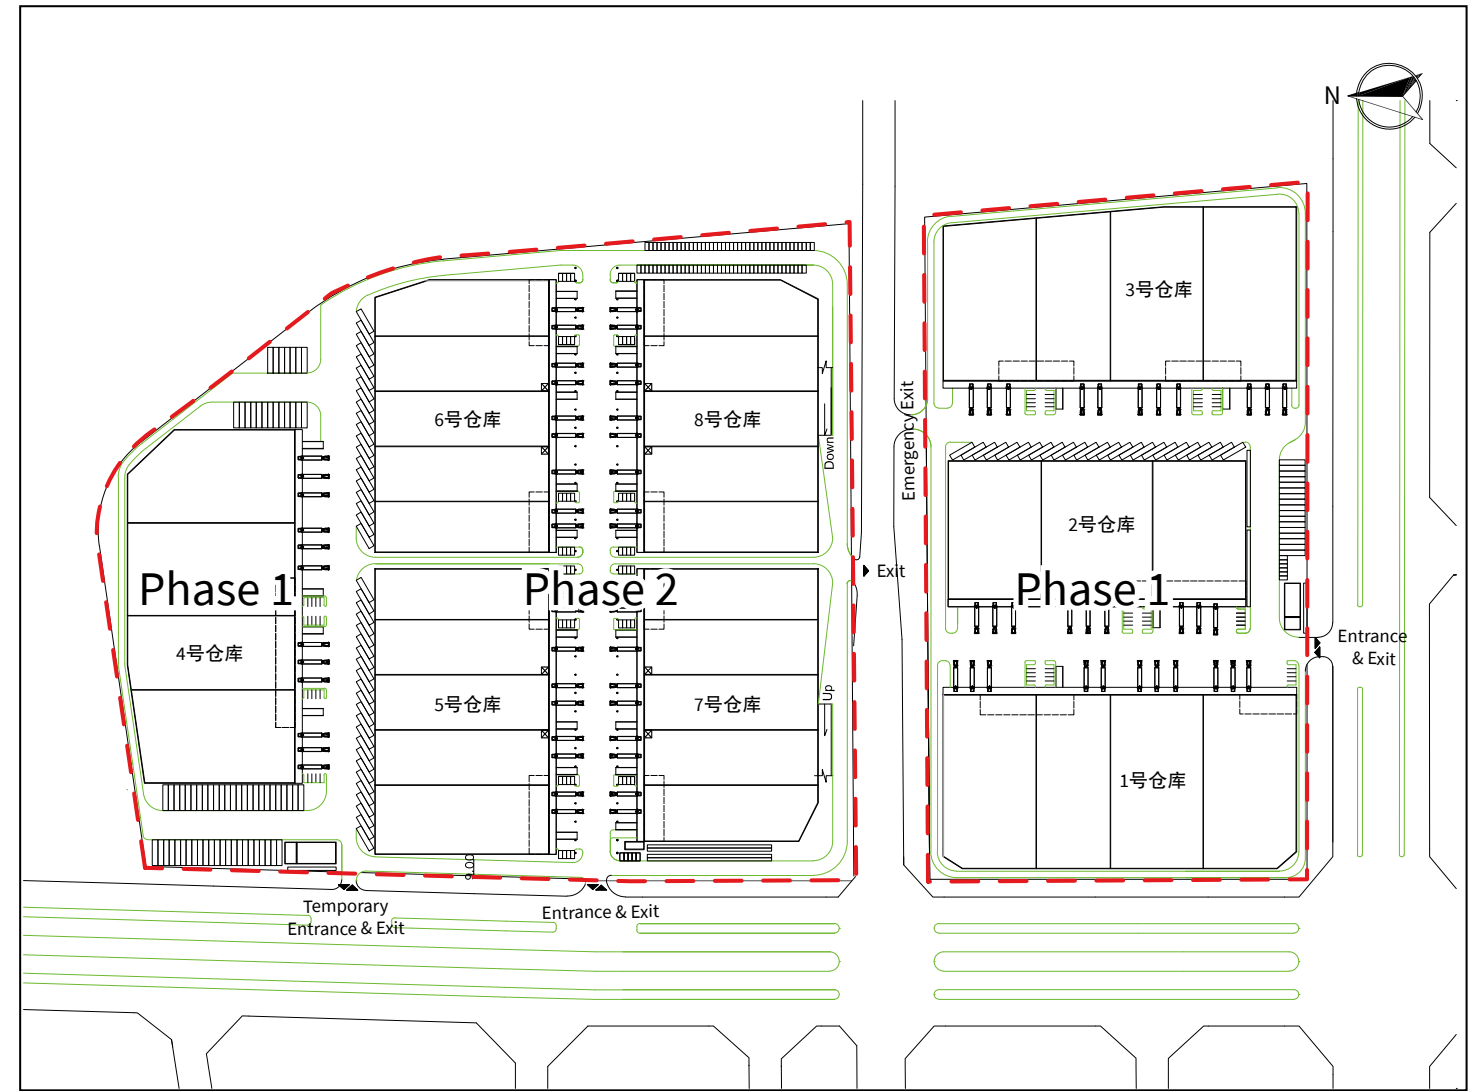 N
3号仓库
Emergency Exit
6号仓库
8号仓库
Down
2号仓库
Exit
Phase 1
Phase 2
Phase 1
Entrance
& Exit
4号仓库
5号仓库
7号仓库
Up
1号仓库
Temporary
Entrance & Exit
Entrance & Exit